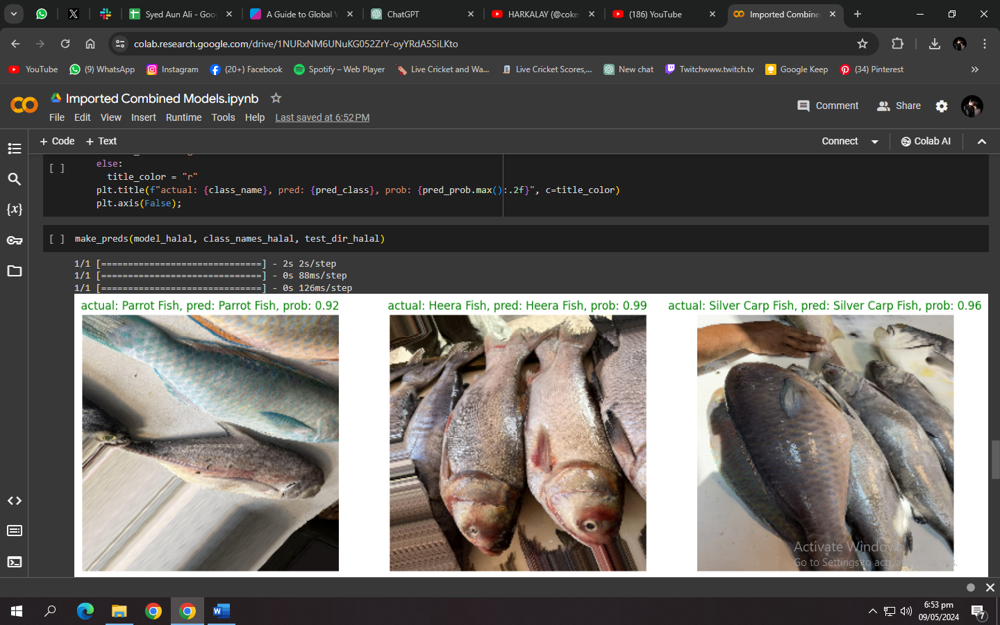 Syed Aun Ali - Goo
A Guide to Global V
ChatGPT
HARKALAY (@coke
(186) YouTube
Imported Combine
colab.research.google.com/drive/1NURxNM6UNuKG052ZrY-oyYRdA5SiLKto
YouTube
(9) WhatsApp
Instagram
(20+) Facebook
Spotify – Web Player
Live Cricket and Wa...
Live Cricket Scores,...
New chat
Twitchwww.twitch.tv
Google Keep
(34) Pinterest
Imported Combined Models.ipynb
Comment
Share
File Edit View Insert Runtime Tools Help Last saved at 6:52 PM
+ Code + Text
Connect
Colab AI
[ ]
else:
title_color = "r"
plt.title(f"actual: {class_name}, pred: {pred_class}, prob: {pred_prob.max():.2f}", c=title_color)
plt.axis(False);
[ ] make_preds(model_halal, class_names_halal, test_dir_halal)
1/1 [==============================] - 2s 2s/step
1/1 [==============================] - 0s 88ms/step
1/1 [==============================] - 0s 126ms/step
actual: Parrot Fish, pred: Parrot Fish, prob: 0.92
actual: Heera Fish, pred: Heera Fish, prob: 0.99
actual: Silver Carp Fish, pred: Silver Carp Fish, prob: 0.96
Activate Windows
Go to Settings to activate Windows.
6:53 pm
09/05/2024
7